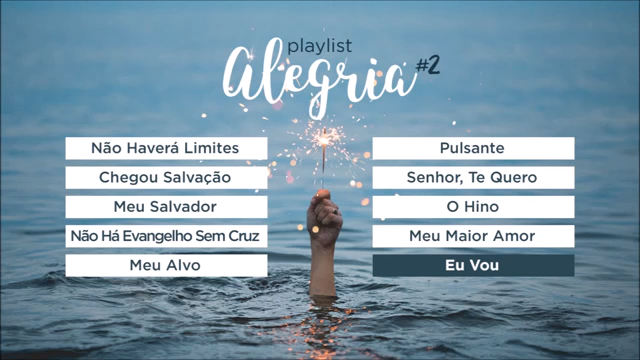 playlist
Alegria #2
Não Haverá Limites
Chegou Salvação
Meu Salvador
Não Há Evangelho Sem Cruz
Meu Alvo
Pulsante
Senhor, Te Quero
O Hino
Meu Maior Amor
Eu Vou